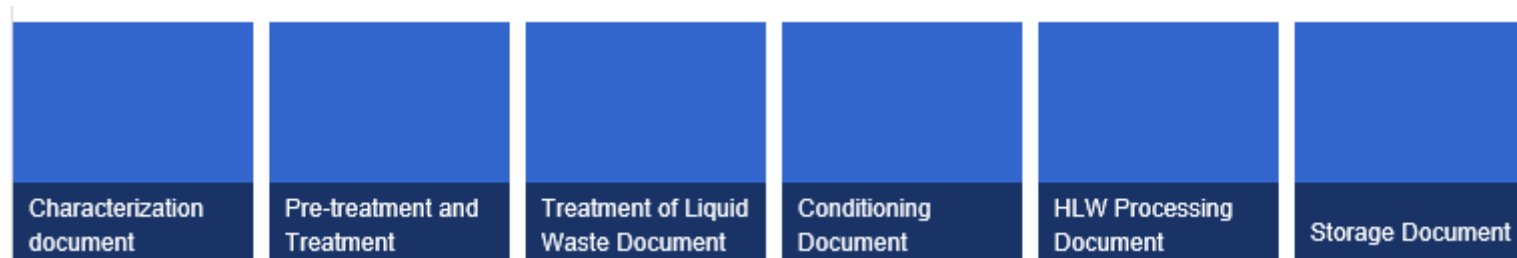 Characterization
document
Pre-treatment and
Treatment
Treatment of Liquid
Waste Document
Conditioning
Document
HLW Processing
Document
Storage Document